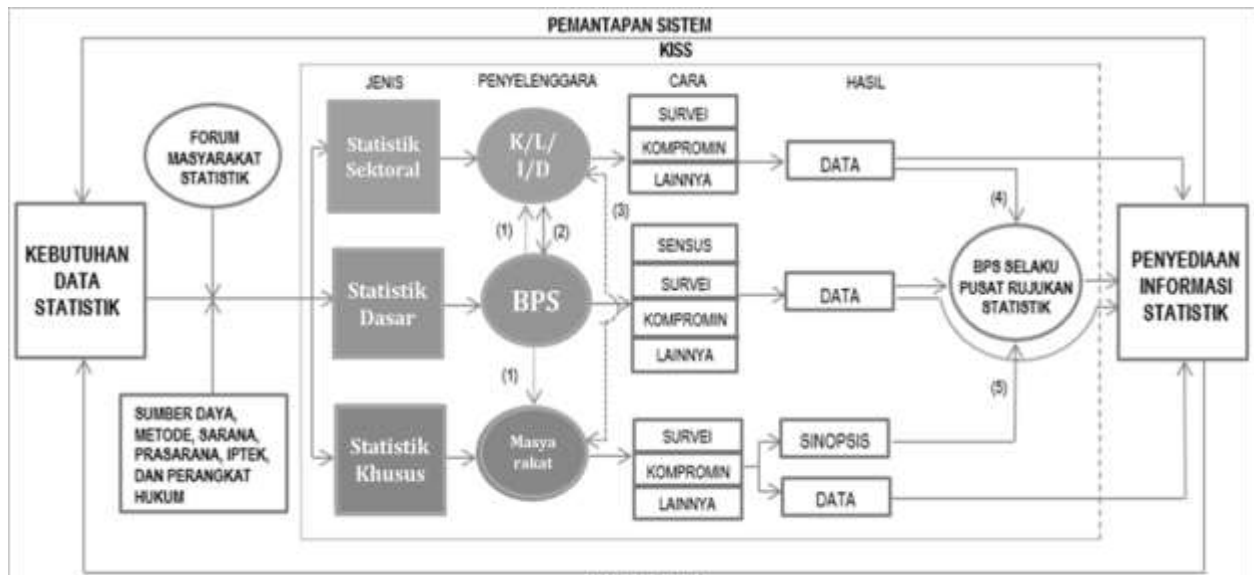 PEMANTAPAN SISTEM
KISS
JENIS
PENYELENGGARA
CARA
HASIL
FORUM
MASYARAKAT
STATISTIK
KEBUTUHAN
DATA
STATISTIK
SUMBER DAYA,
METODE, SARANA,
PRASARANA, IPTEK,
DAN PERANGKAT
HUKUM
Statistik
Sektoral
K/L/
I/D
SURVEI
KOMPROMIN
LAINNYA
DATA
(1)
(2)
(3)
(4)
Statistik
Dasar
BPS
SENSUS
SURVEI
KOMPROMIN
LAINNYA
DATA
BPS SELAKU
PUSAT RUJUKAN
STATISTIK
PENYEDIAAN
INFORMASI
STATISTIK
(1)
(5)
Statistik
Khusus
Masya
rakat
SURVEI
KOMPROMIN
LAINNYA
SINOPSIS
DATA